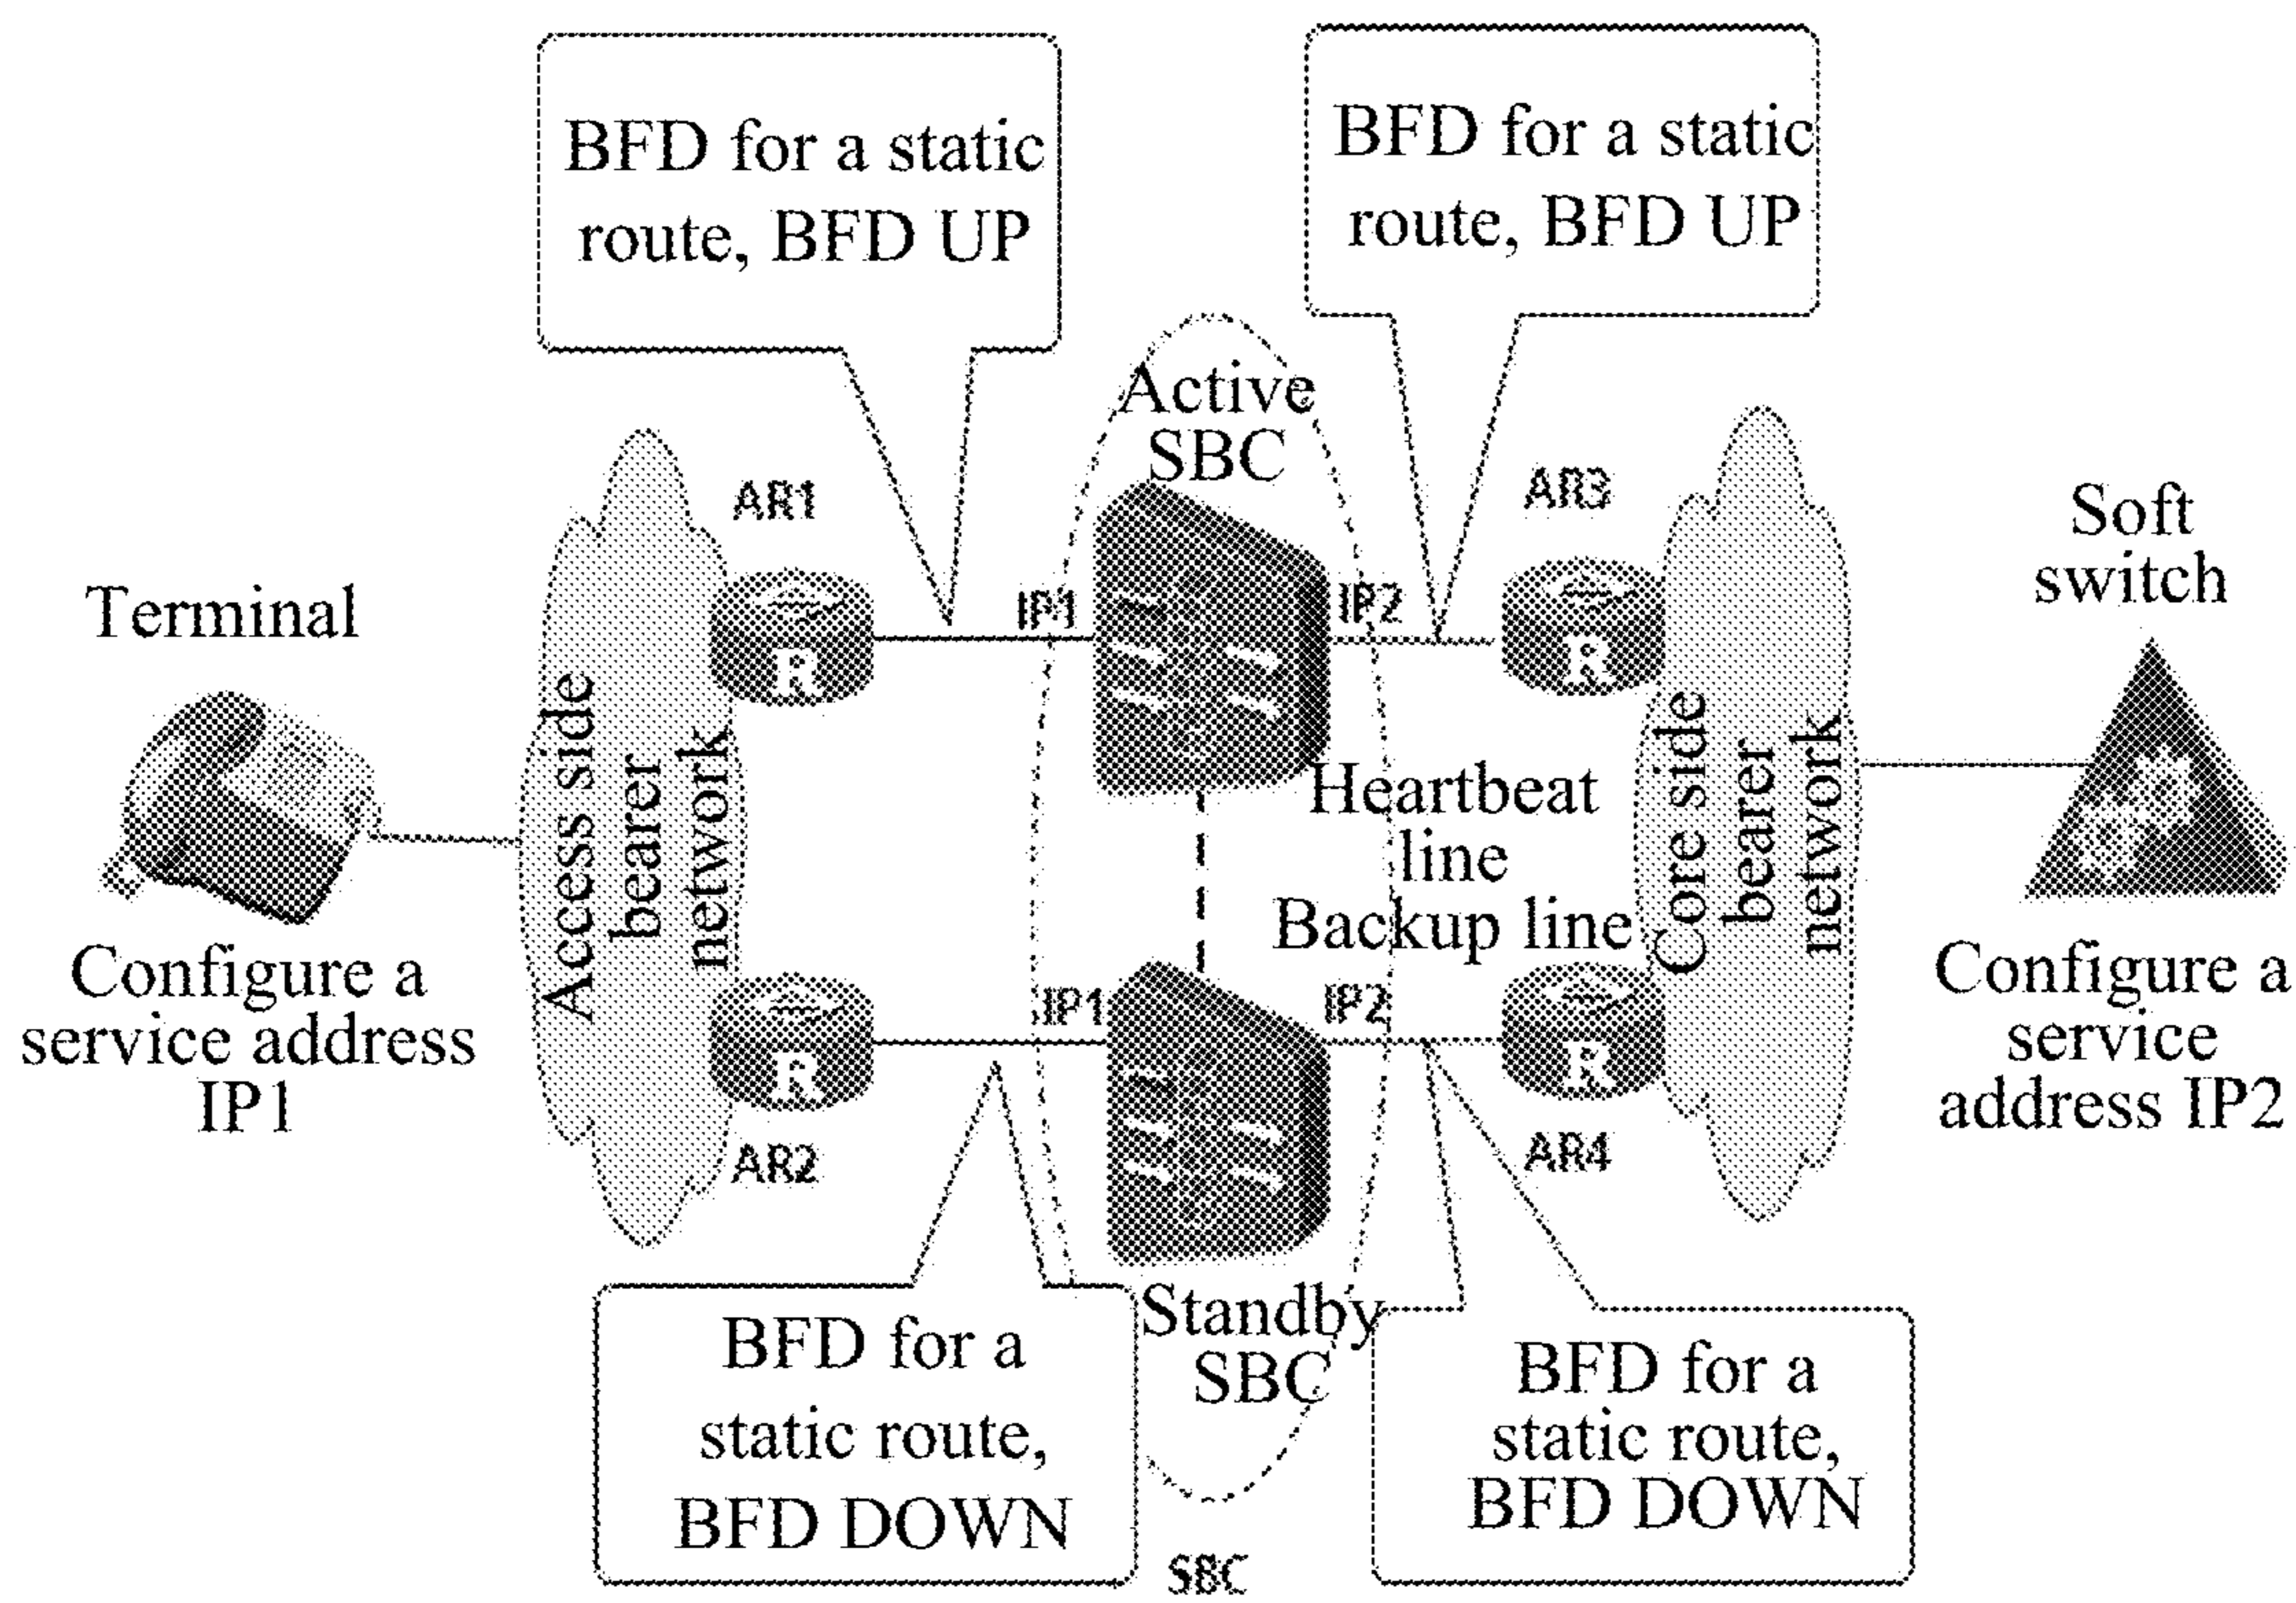 BFD for a static
route, BFD UP
BFD for a static
route, BFD UP
Active
SBC
AR1
AR3
Soft
switch
Terminal
IP1
IP2
R
R
Access side
bearer
network
Heartbeat
line
Backup line
Core side
bearer
network
Configure a
service address
IP1
IP1
IP2
R
R
Configure a
service
address IP2
AR2
AR4
Standby
SBC
BFD for a
static route,
BFD DOWN
BFD for a
static route,
BFD DOWN
SBC